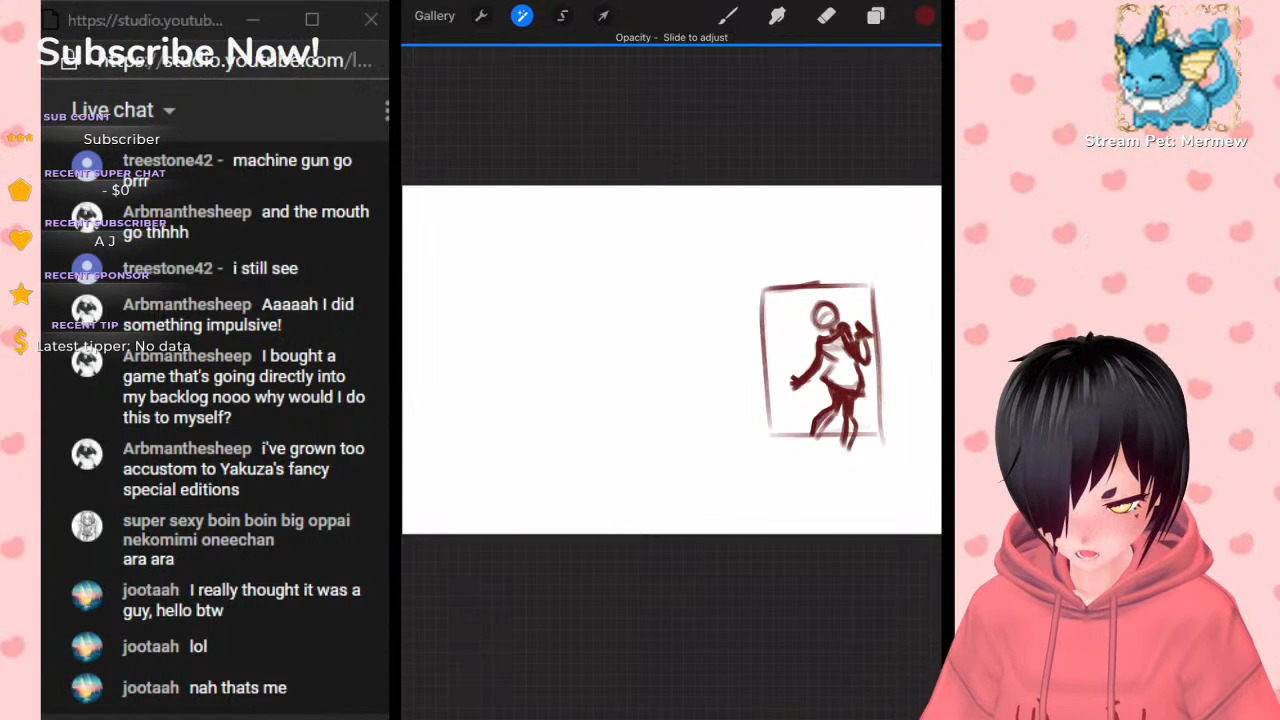 https://studio.youtub...
Subscribe Now!
https://studio.youtube.com/l...
Live chat
SUB COUNT
Subscriber
treestone42 - machine gun go
brrr
RECENT SUPER CHAT
- $0
Arbmanthesheep and the mouth
go thhhh
RECENT SUBSCRIBER
A J
treestone42 - i still see
RECENT SPONSOR
Arbmanthesheep Aaaaah I did
something impulsive!
RECENT TIP
Latest tipper: No data
Arbmanthesheep I bought a
game that's going directly into
my backlog nooo why would I do
this to myself?
Arbmanthesheep i've grown too
accustom to Yakuza's fancy
special editions
super sexy boin boin big oppai
nekomimi oneechan
ara ara
jootaah I really thought it was a
guy, hello btw
jootaah lol
jootaah nah thats me
Gallery
Opacity - Slide to adjust
Stream Pet: Mermew